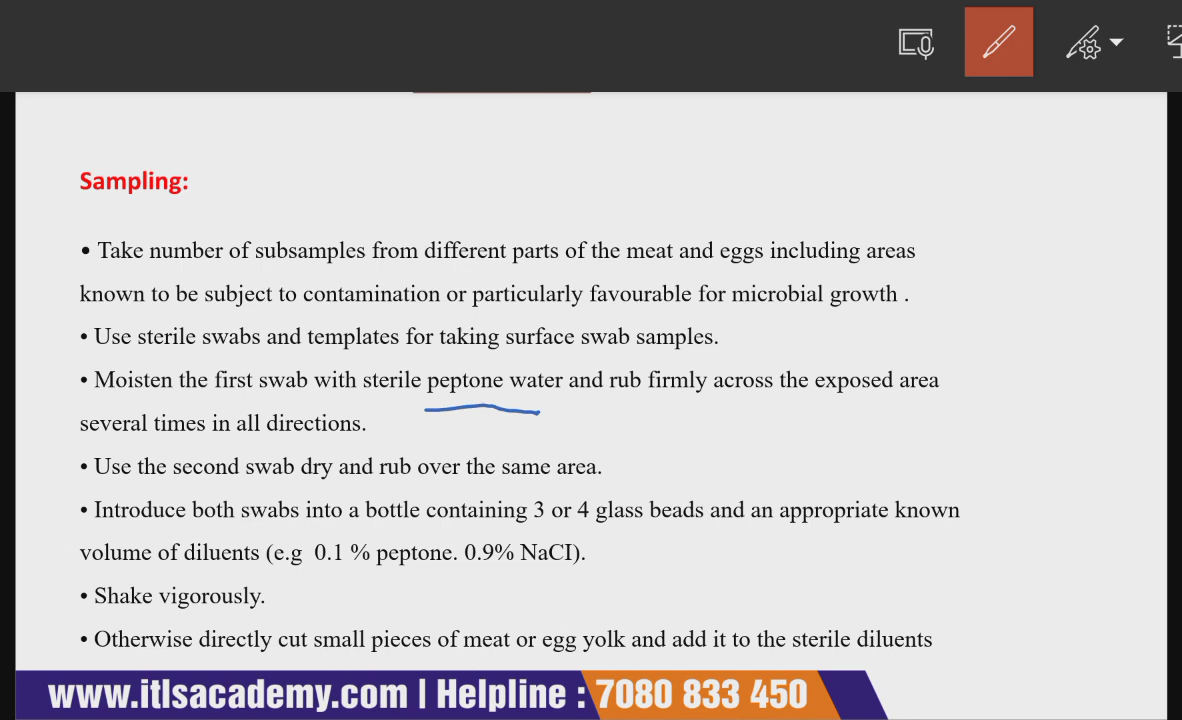 Sampling:
• Take number of subsamples from different parts of the meat and eggs including areas
known to be subject to contamination or particularly favourable for microbial growth .
• Use sterile swabs and templates for taking surface swab samples.
• Moisten the first swab with sterile peptone water and rub firmly across the exposed area
several times in all directions.
• Use the second swab dry and rub over the same area.
• Introduce both swabs into a bottle containing 3 or 4 glass beads and an appropriate known
volume of diluents (e.g  0.1 % peptone. 0.9% NaCI).
• Shake vigorously.
• Otherwise directly cut small pieces of meat or egg yolk and add it to the sterile diluents
www.itlsacademy.com | Helpline : 7080 833 450